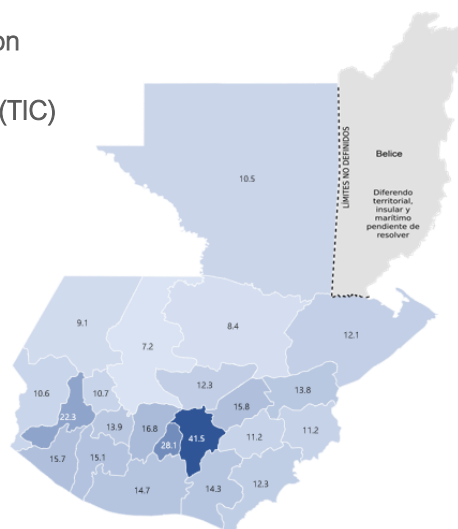 on
(TIC)
LÍMITES NO DEFINIDOS
Belice
Diferendo
territorial,
insular y
marítimo
pendiente de
resolver
10.5
9.1
7.2
8.4
12.1
10.6
10.7
12.3
13.8
22.3
13.9
16.8
15.8
28.1
41.5
11.2
11.2
15.7
15.1
14.7
14.3
12.3